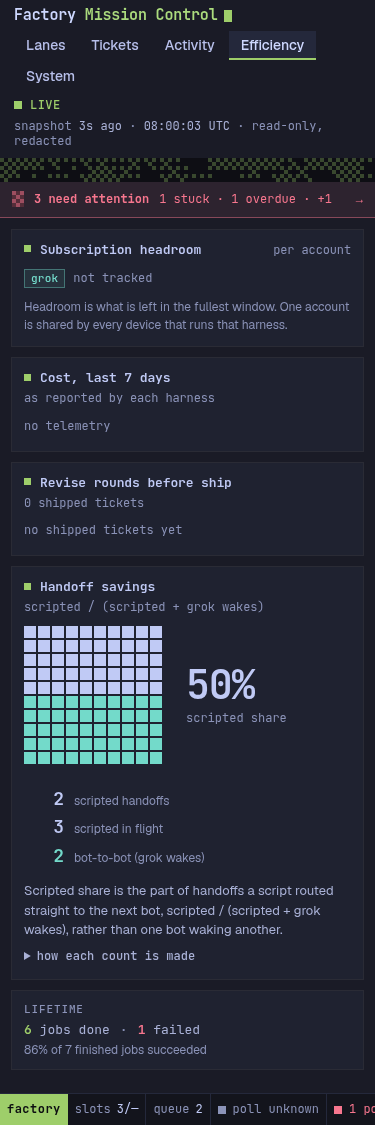 Factory Mission Control
Lanes Tickets Activity Efficiency
System
LIVE
snapshot 3s ago · 08:00:03 UTC · read-only,
redacted
3 need attention 1 stuck · 1 overdue · +1 →
Subscription headroom per account
grok not tracked
Headroom is what is left in the fullest window. One account
is shared by every device that runs that harness.
Cost, last 7 days
as reported by each harness
no telemetry
Revise rounds before ship
0 shipped tickets
no shipped tickets yet
Handoff savings
scripted / (scripted + grok wakes)
50%
scripted share
2 scripted handoffs
3 scripted in flight
2 bot-to-bot (grok wakes)
Scripted share is the part of handoffs a script routed
straight to the next bot, scripted / (scripted + grok
wakes), rather than one bot waking another.
▶ how each count is made
LIFETIME
6 jobs done · 1 failed
86% of 7 finished jobs succeeded
factory slots 3/— queue 2 poll unknown 1